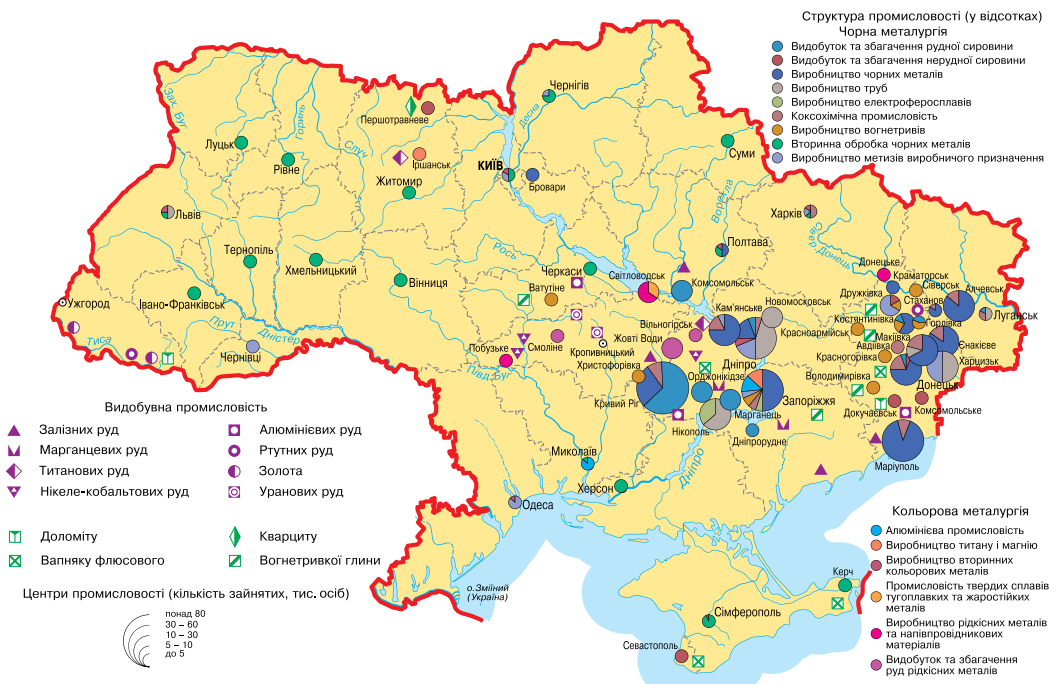 Структура промисловості (у відсотках)
Чорна металургія
Видобуток та збагачення рудної сировини
Видобуток та збагачення нерудної сировини
Виробництво чорних металів
Виробництво труб
Виробництво електроферосплавів
Коксохімічна промисловість
Виробництво вогнетривів
Вторинна обробка чорних металів
Виробництво метизів виробничого призначення
Чернігів
Першотравневе
Десна
Зах. Буг
Горинь
Случ
Луцьк
Рівне
Іршанськ
Житомир
КИЇВ
Бровари
Суми
Ворскла
Харків
Сівер. Донець
Львів
Тернопіль
Хмельницький
Вінниця
Рось
Черкаси
Ватутіне
Світловодськ
Комсомольськ
Полтава
Донецьке
Краматорськ
Сіверськ
Алчевськ
Дружківка
Стаханов
Луганськ
Костянтинівка
Горлівка
Ужгород
Івано-Франківськ
Прут
Дністер
Тиса
Чернівці
Побузьке
Смоліне
Півд. Буг
Кропивницький
Жовті Води
Вільногірськ
Кам'янське
Новомосковськ
Красноармійськ
Макіївка
Авдіївка
Єнакієве
Красногорівка
Харцизьк
Христофорівка
Дніпро
Орджонікідзе
Володимирівка
Донецьк
Кривий Ріг
Запоріжжя
Марганець
Нікополь
Дніпрорудне
Докучаєвськ
Комсомольське
Маріуполь
Миколаїв
Херсон
Дніпро
Одеса
о.Зміїний
(Україна)
Керч
Сімферополь
Севастополь
Видобувна промисловість
Залізних руд
Марганцевих руд
Титанових руд
Нікеле-кобальтових руд
Алюмінієвих руд
Ртутних руд
Золота
Уранових руд
Доломіту
Вапняку флюсового
Кварциту
Вогнетривкої глини
Центри промисловості (кількість зайнятих, тис. осіб)
понад 80
30 – 60
10 – 30
5 – 10
до 5
Кольорова металургія
Алюмінієва промисловість
Виробництво титану і магнію
Виробництво вторинних
кольорових металів
Промисловість твердих сплавів
тугоплавких та жаростійких
металів
Виробництво рідкісних металів
та напівпровідникових
матеріалів
Видобуток та збагачення
руд рідкісних металів